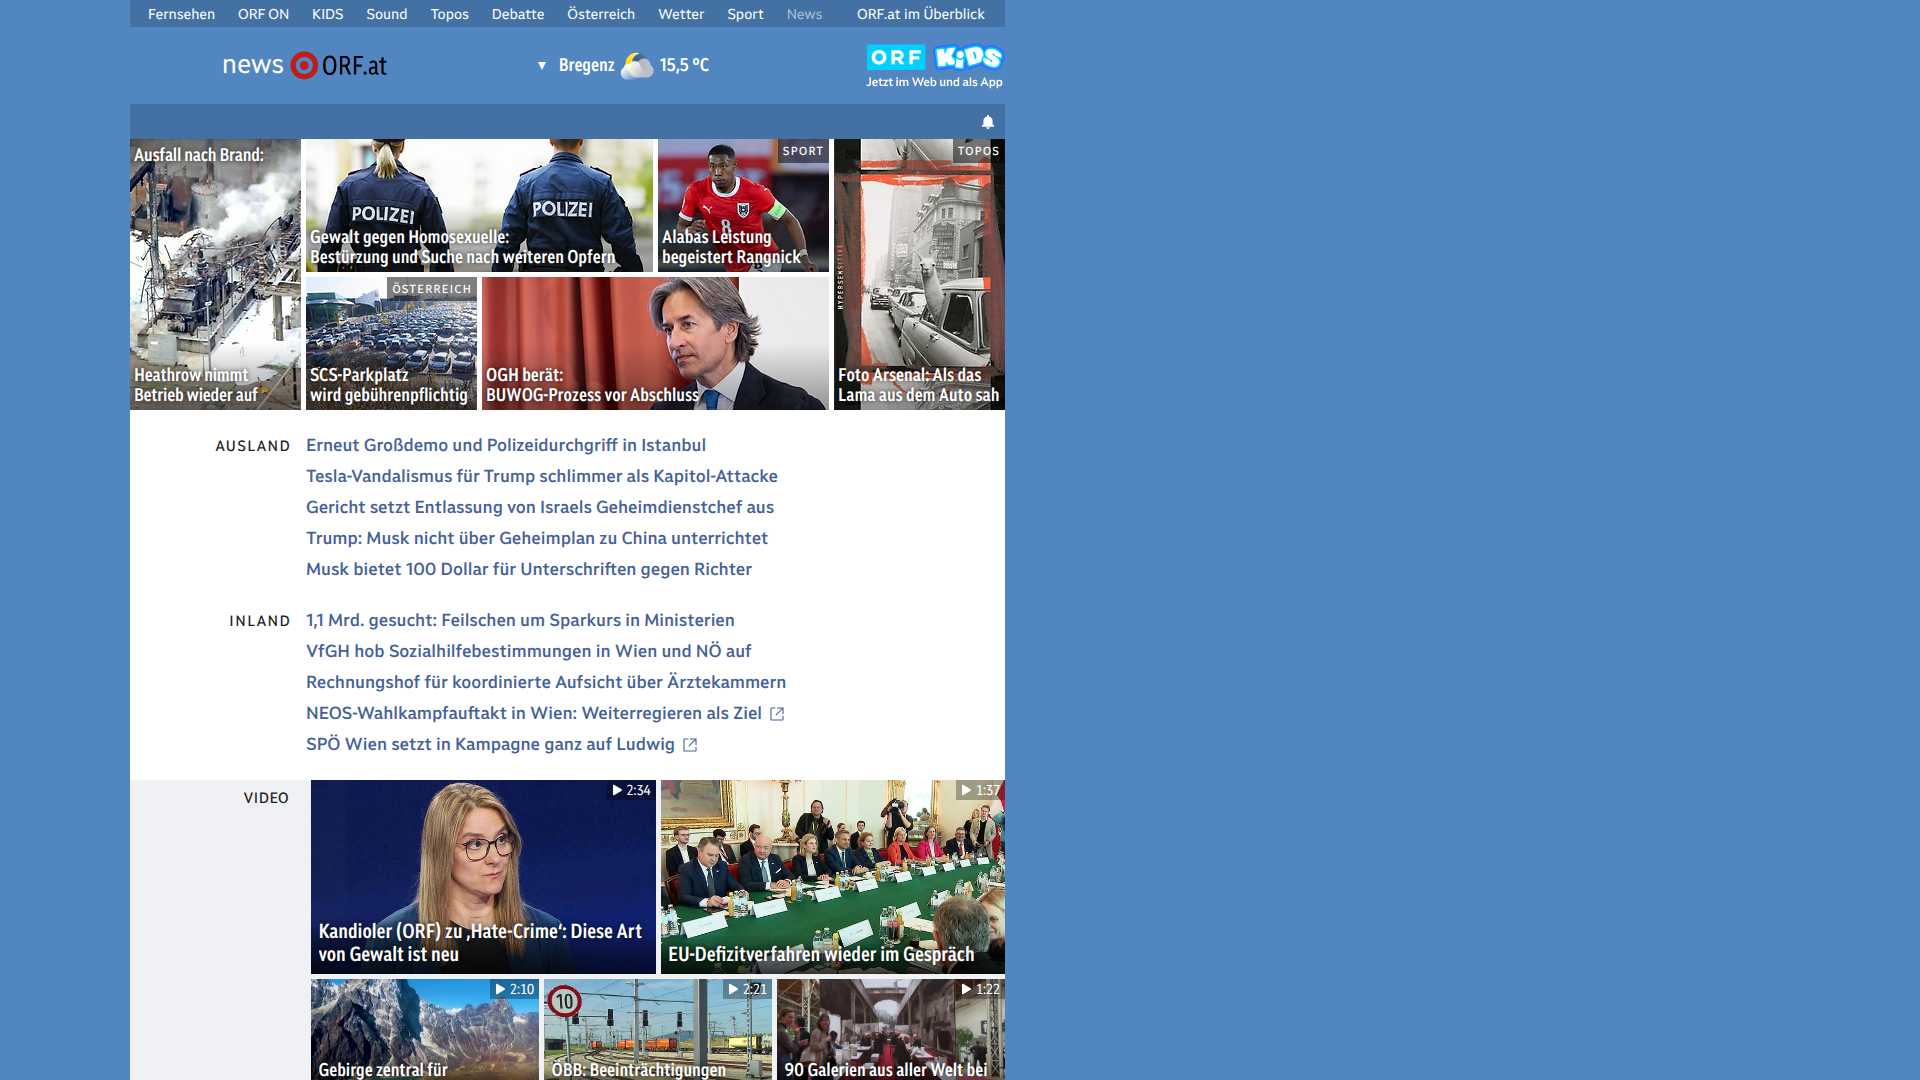 Fernsehen ORF ON KIDS Sound Topos Debatte Österreich Wetter Sport News ORF.at im Überblick
news ORF.at
Bregenz 15,5 °C
ORF KiDS
Jetzt im Web und als App
Ausfall nach Brand:
Heathrow nimmt
Betrieb wieder auf
POLIZEI
POLIZEI
Gewalt gegen Homosexuelle:
Bestürzung und Suche nach weiteren Opfern
SPORT
8
Alabas Leistung
begeistert Rangnick
TOPOS
HYPERSENSITIVE
Foto Arsenal: Als das
Lama aus dem Auto sah
ÖSTERREICH
SCS-Parkplatz
wird gebührenpflichtig
OGH berät:
BUWOG-Prozess vor Abschluss
AUSLAND
Erneut Großdemo und Polizeidurchgriff in Istanbul
Tesla-Vandalismus für Trump schlimmer als Kapitol-Attacke
Gericht setzt Entlassung von Israels Geheimdienstchef aus
Trump: Musk nicht über Geheimplan zu China unterrichtet
Musk bietet 100 Dollar für Unterschriften gegen Richter
INLAND
1,1 Mrd. gesucht: Feilschen um Sparkurs in Ministerien
VfGH hob Sozialhilfebestimmungen in Wien und NÖ auf
Rechnungshof für koordinierte Aufsicht über Ärztekammern
NEOS-Wahlkampfauftakt in Wien: Weiterregieren als Ziel
SPÖ Wien setzt in Kampagne ganz auf Ludwig
VIDEO
2:34
Kandioler (ORF) zu ‚Hate-Crime‘: Diese Art
von Gewalt ist neu
1:37
EU-Defizitverfahren wieder im Gespräch
2:10
Gebirge zentral für
10
2:21
ÖBB: Beeinträchtigungen
1:22
90 Galerien aus aller Welt bei